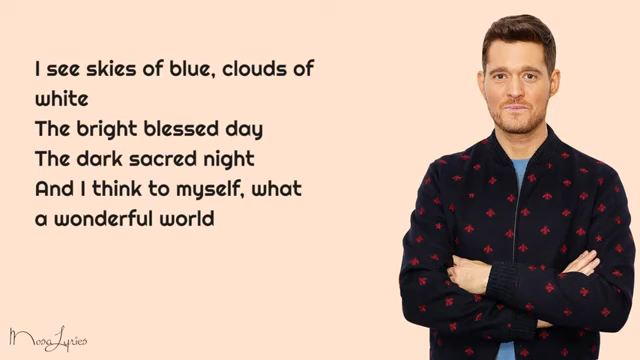 I see skies of blue, clouds of
white
The bright blessed day
The dark sacred night
And I think to myself, what
a wonderful world
MosaLyrics